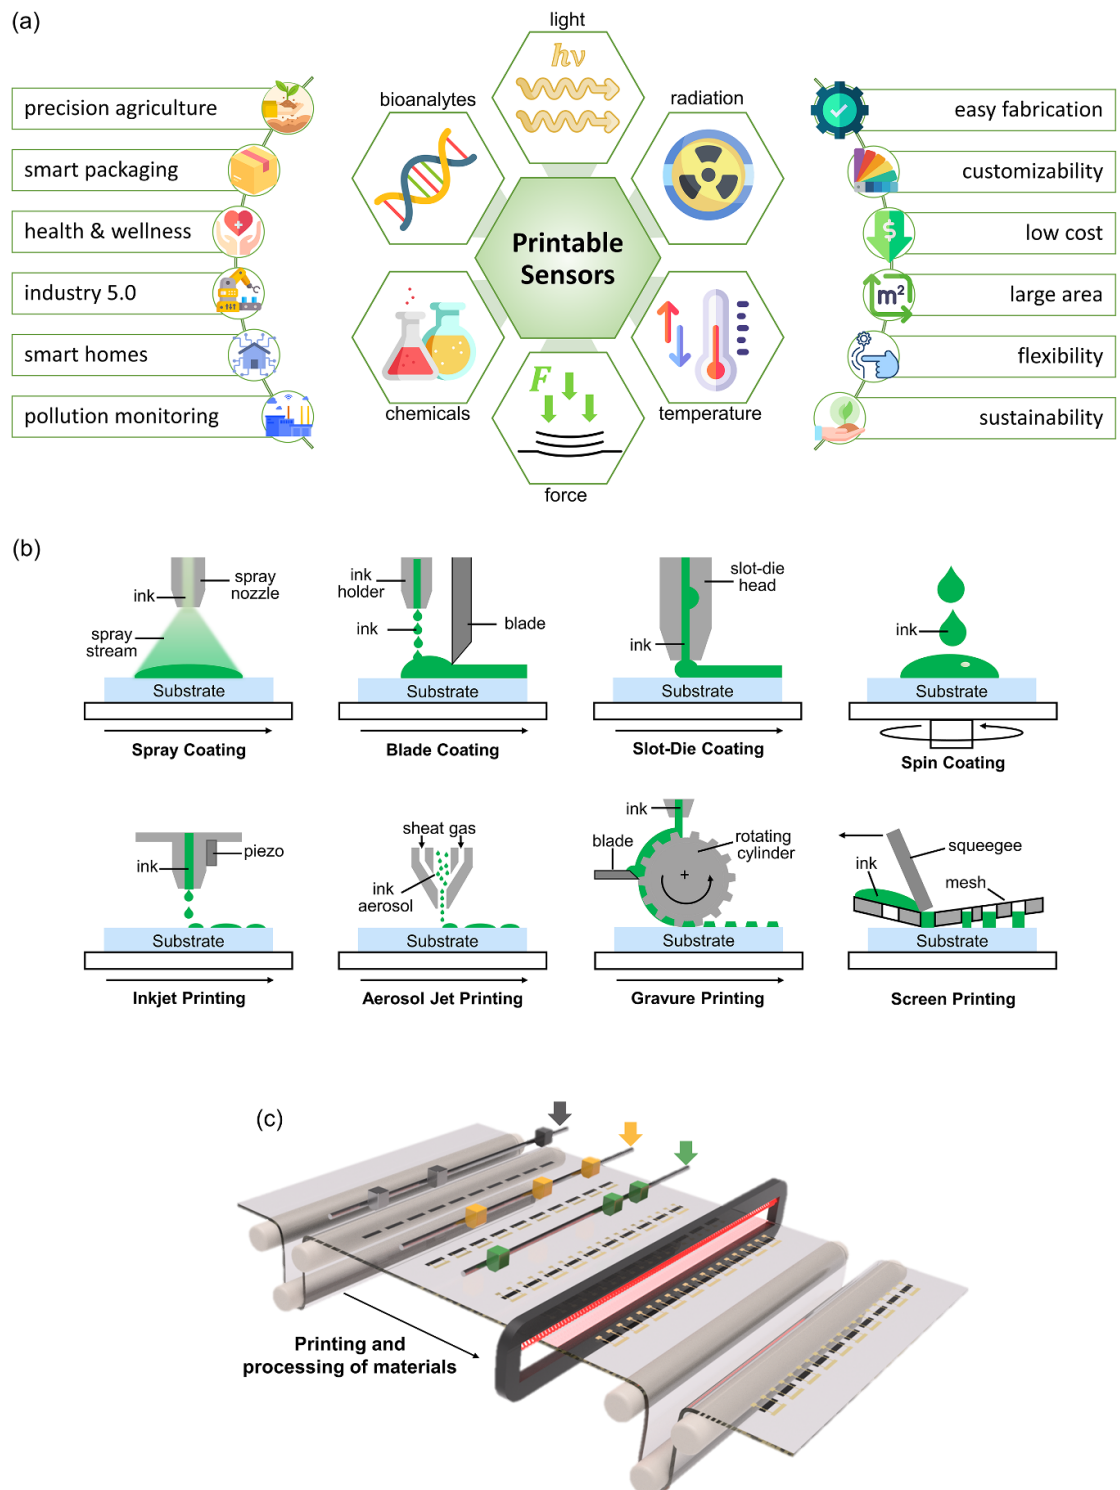 (a)
light
hν
bioanalytes
radiation
precision agriculture
smart packaging
health & wellness
industry 5.0
smart homes
pollution monitoring
Printable
Sensors
easy fabrication
customizability
low cost
$
large area
m²
flexibility
sustainability
chemicals
F
temperature
force
(b)
ink
spray
nozzle
spray
stream
Substrate
Spray Coating
ink
holder
ink
blade
Substrate
Blade Coating
slot-die
head
ink
Substrate
Slot-Die Coating
ink
Substrate
Spin Coating
ink
piezo
Substrate
Inkjet Printing
sheat gas
ink
aerosol
Substrate
Aerosol Jet Printing
ink
blade
rotating
cylinder
+
Substrate
Gravure Printing
squeegee
ink
mesh
Substrate
Screen Printing
(c)
Printing and
processing of materials